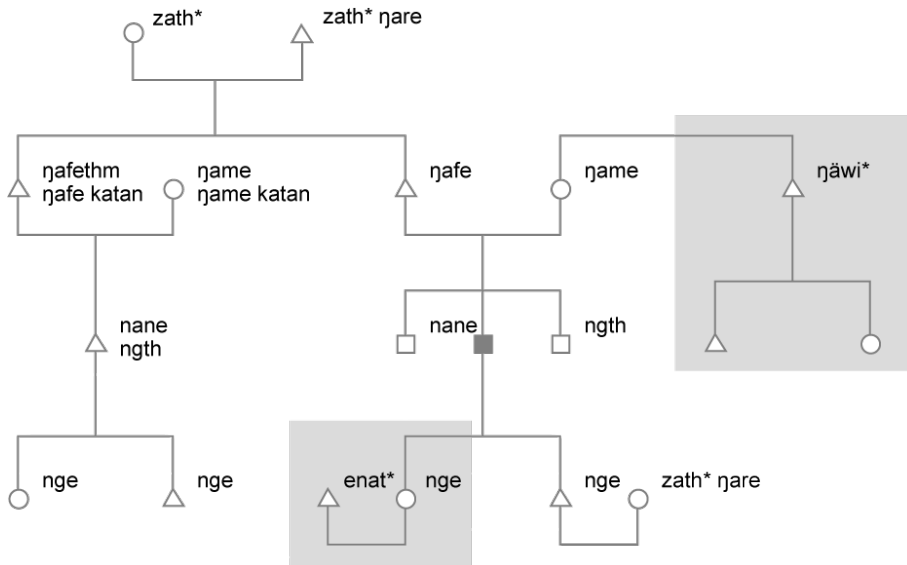 zath*
zath* ŋare
ŋafethm
ŋafe katan
ŋame
ŋame katan
ŋafe
ŋame
ŋäwi*
nane
ngth
nane
ngth
nge
nge
enat*
nge
nge
zath* ŋare